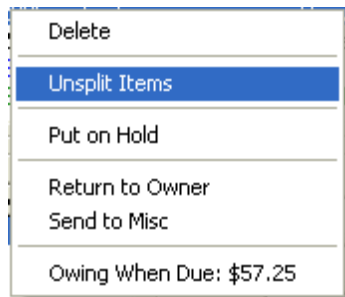 Delete
Unsplit Items
Put on Hold
Return to Owner
Send to Misc
Owing When Due: $57.25